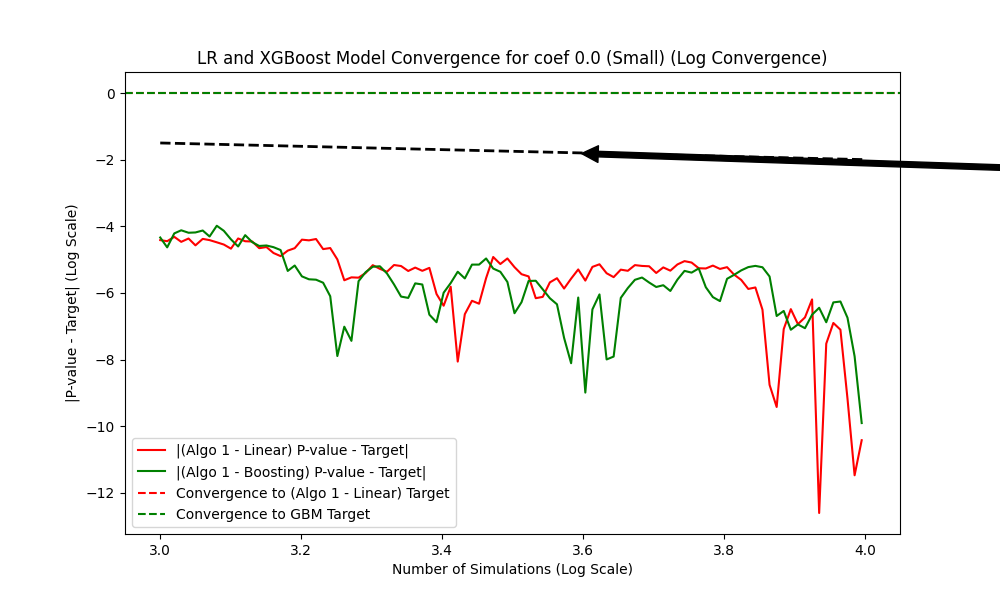 LR and XGBoost Model Convergence for coef 0.0 (Small) (Log Convergence)
|P-value - Target| (Log Scale)
0
−2
−4
−6
−8
−10
−12
|(Algo 1 - Linear) P-value - Target|
|(Algo 1 - Boosting) P-value - Target|
Convergence to (Algo 1 - Linear) Target
Convergence to GBM Target
3.0 3.2 3.4 3.6 3.8 4.0
Number of Simulations (Log Scale)